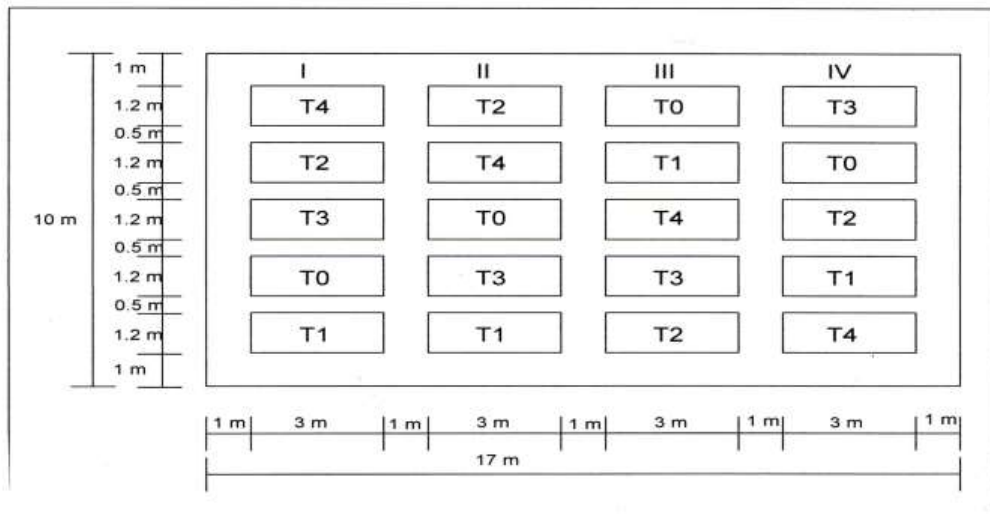 1 m
I II III IV
1.2 m T4 T2 T0 T3
0.5 m
1.2 m T2 T4 T1 T0
0.5 m
10 m 1.2 m T3 T0 T4 T2
0.5 m
1.2 m T0 T3 T3 T1
0.5 m
1.2 m T1 T1 T2 T4
1 m
1 m 3 m 1 m 3 m 1 m 3 m 1 m 3 m 1 m
17 m